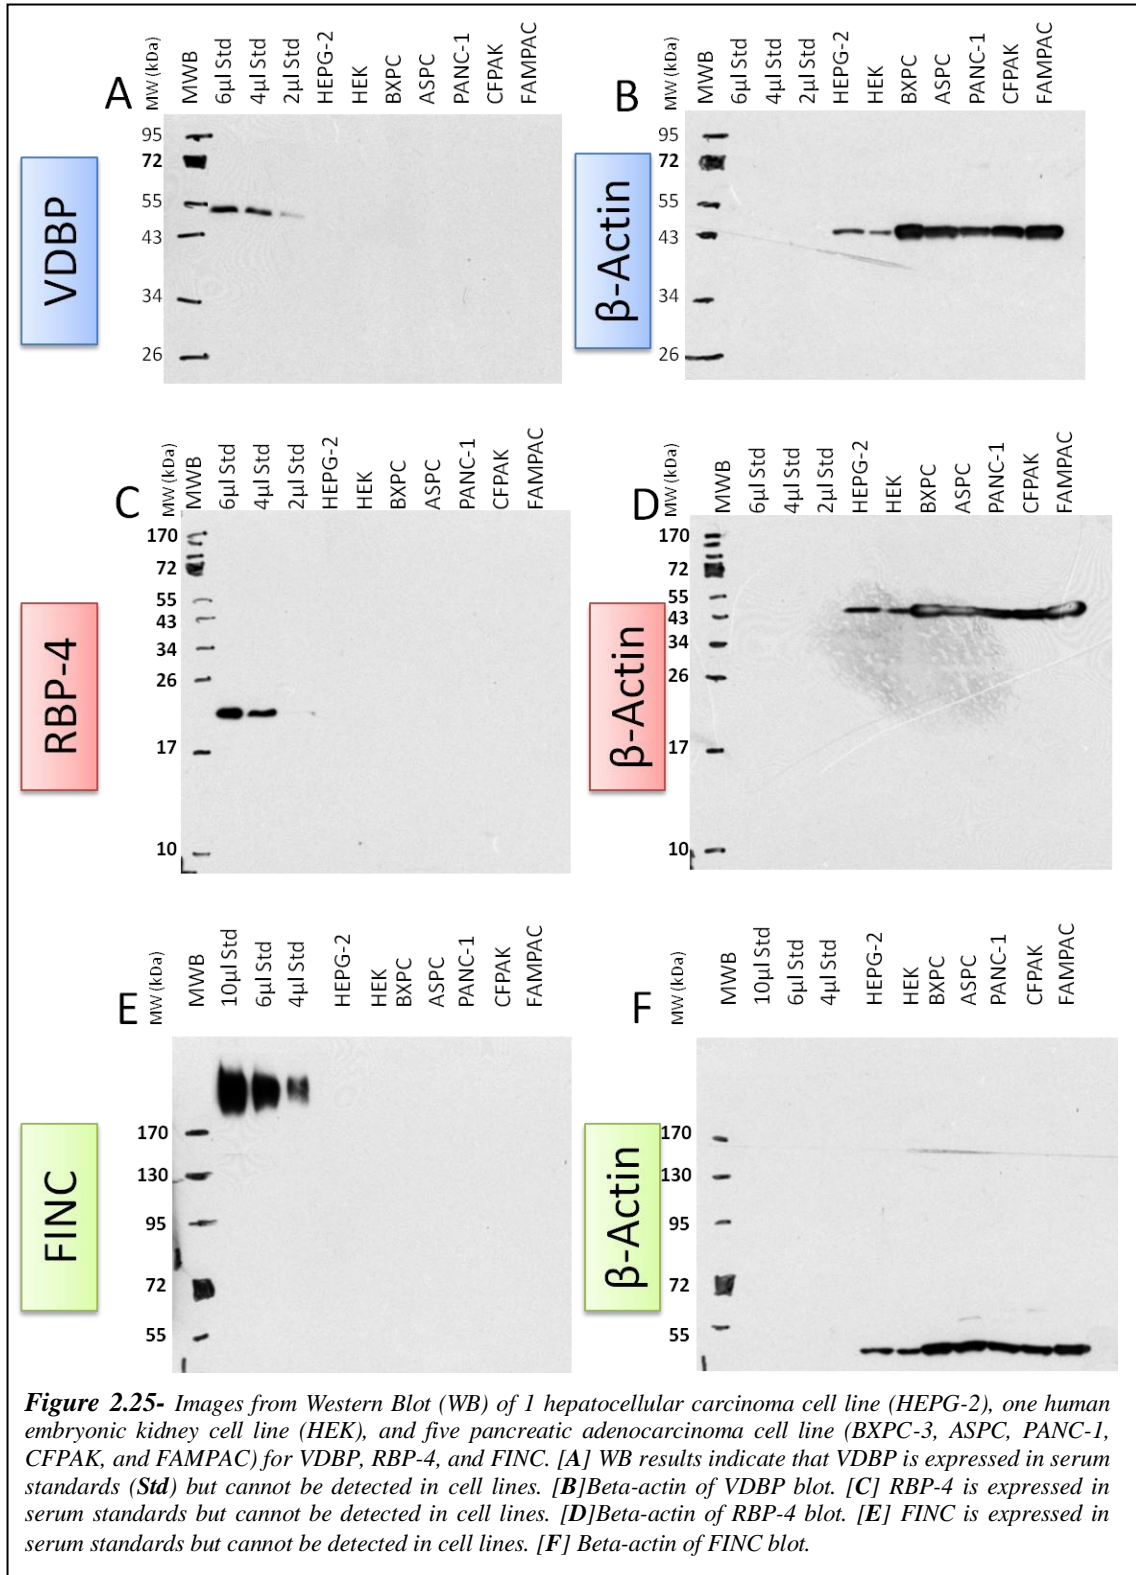 A
MW (kDa)
MWB
6µl Std
4µl Std
2µl Std
HEPG-2
HEK
BXPC
ASPC
PANC-1
CFPAK
FAMPAC
95
72
55
43
34
26
VDBP
B
MW (kDa)
MWB
6µl Std
4µl Std
2µl Std
HEPG-2
HEK
BXPC
ASPC
PANC-1
CFPAK
FAMPAC
95
72
55
43
34
26
β-Actin
C
MW (kDa)
MWB
6µl Std
4µl Std
2µl Std
HEPG-2
HEK
BXPC
ASPC
PANC-1
CFPAK
FAMPAC
170
72
55
43
34
26
17
10
RBP-4
D
MW (kDa)
MWB
6µl Std
4µl Std
2µl Std
HEPG-2
HEK
BXPC
ASPC
PANC-1
CFPAK
FAMPAC
170
72
55
43
34
26
17
10
β-Actin
E
MW (kDa)
MWB
10µl Std
6µl Std
4µl Std
HEPG-2
HEK
BXPC
ASPC
PANC-1
CFPAK
FAMPAC
170
130
95
72
55
FINC
F
MW (kDa)
MWB
10µl Std
6µl Std
4µl Std
HEPG-2
HEK
BXPC
ASPC
PANC-1
CFPAK
FAMPAC
170
130
95
72
55
β-Actin
Figure 2.25- Images from Western Blot (WB) of 1 hepatocellular carcinoma cell line (HEPG-2), one human
embryonic kidney cell line (HEK), and five pancreatic adenocarcinoma cell line (BXPC-3, ASPC, PANC-1,
CFPAK, and FAMPAC) for VDBP, RBP-4, and FINC. [A] WB results indicate that VDBP is expressed in serum
standards (Std) but cannot be detected in cell lines. [B]Beta-actin of VDBP blot. [C] RBP-4 is expressed in
serum standards but cannot be detected in cell lines. [D]Beta-actin of RBP-4 blot. [E] FINC is expressed in
serum standards but cannot be detected in cell lines. [F] Beta-actin of FINC blot.